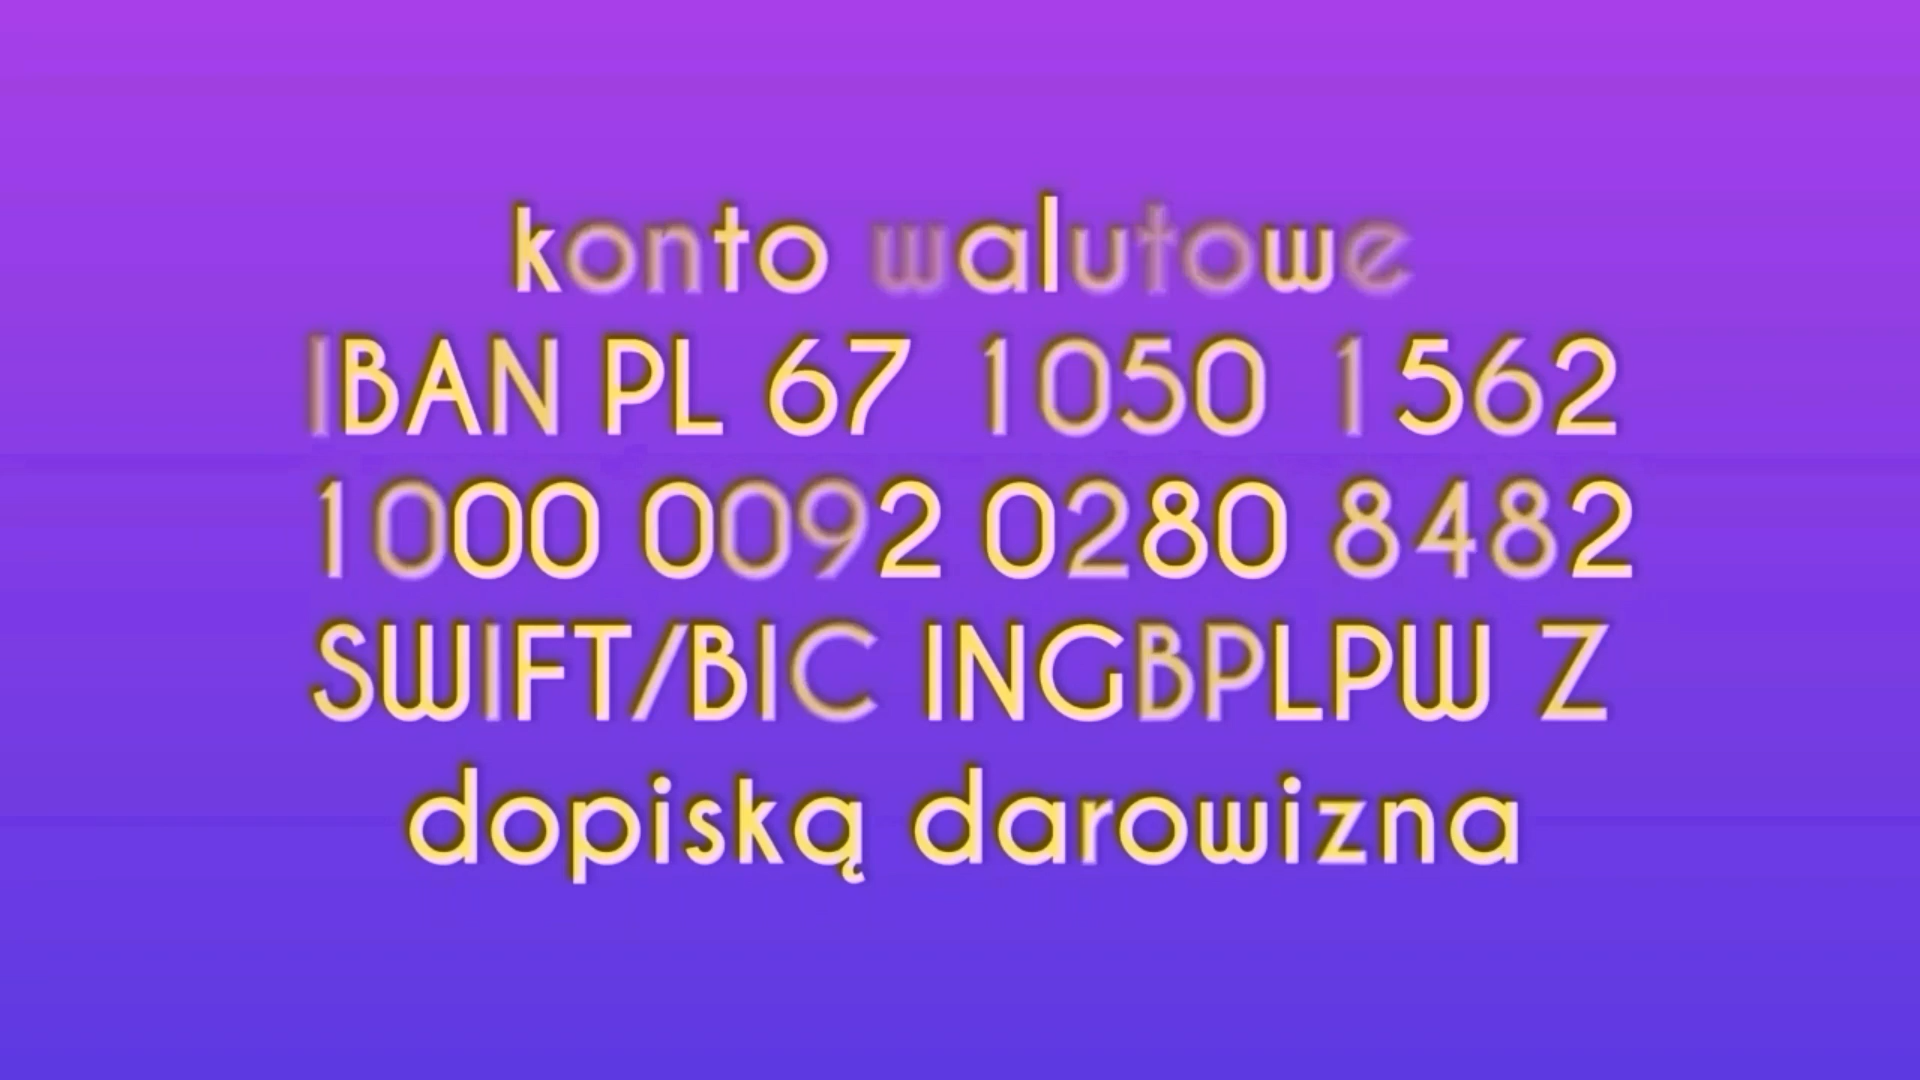 konto walutowe
IBAN PL 67 1050 1562
1000 0092 0280 8482
SWIFT/BIC INGBPLPW Z
dopiską darowizna